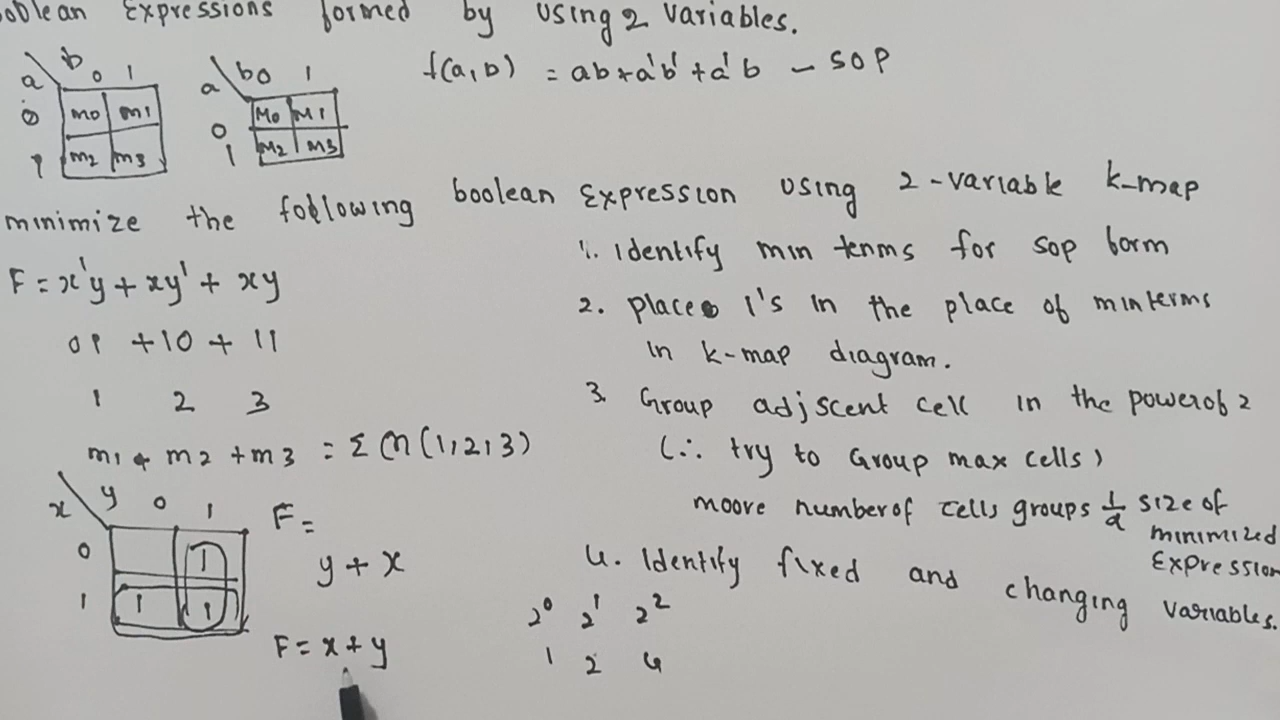 oolean Expressions formed by using 2 variables.
a b 0 1
0 m0 m1
1 m2 m3
a b 0 1
0 M0 M1
1 M2 M3
f(a,b) = ab+a'b'+a'b - SOP
minimize the following boolean Expression using 2-variable k-map
F = x'y + xy' + xy
01 + 10 + 11
1 2 3
m1 + m2 + m3 = Σm(1,2,3)
x y 0 1
0 1
1 1 1
F =
y + x
F = x + y
1. Identify min terms for sop form
2. place 1's in the place of minterms
in k-map diagram.
3. Group adjscent cell in the powerof 2
(∴ try to Group max cells)
moore numberof cells groups 1/α size of
minimized
Expression
4. Identify fixed and changing variables.
2⁰ 2¹ 2²
1 2 4